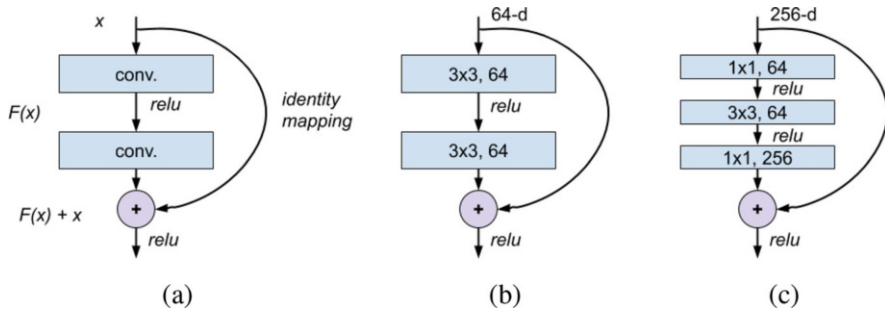 x
conv.
relu
F(x)
identity
mapping
conv.
+
F(x) + x
relu
(a)
64-d
3x3, 64
relu
3x3, 64
+
relu
(b)
256-d
1x1, 64
relu
3x3, 64
relu
1x1, 256
+
relu
(c)